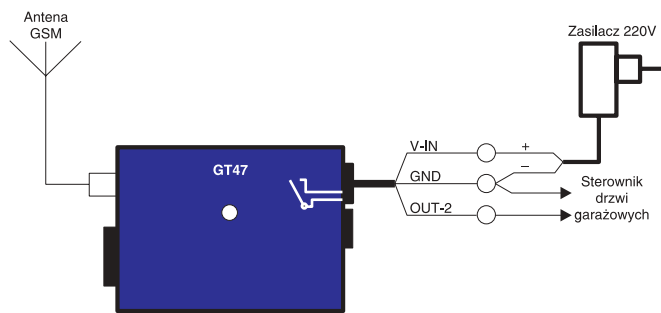 Antena
GSM
Zasilacz 220V
GT47
V-IN
+
–
GND
OUT-2
Sterownik
drzwi
garażowych